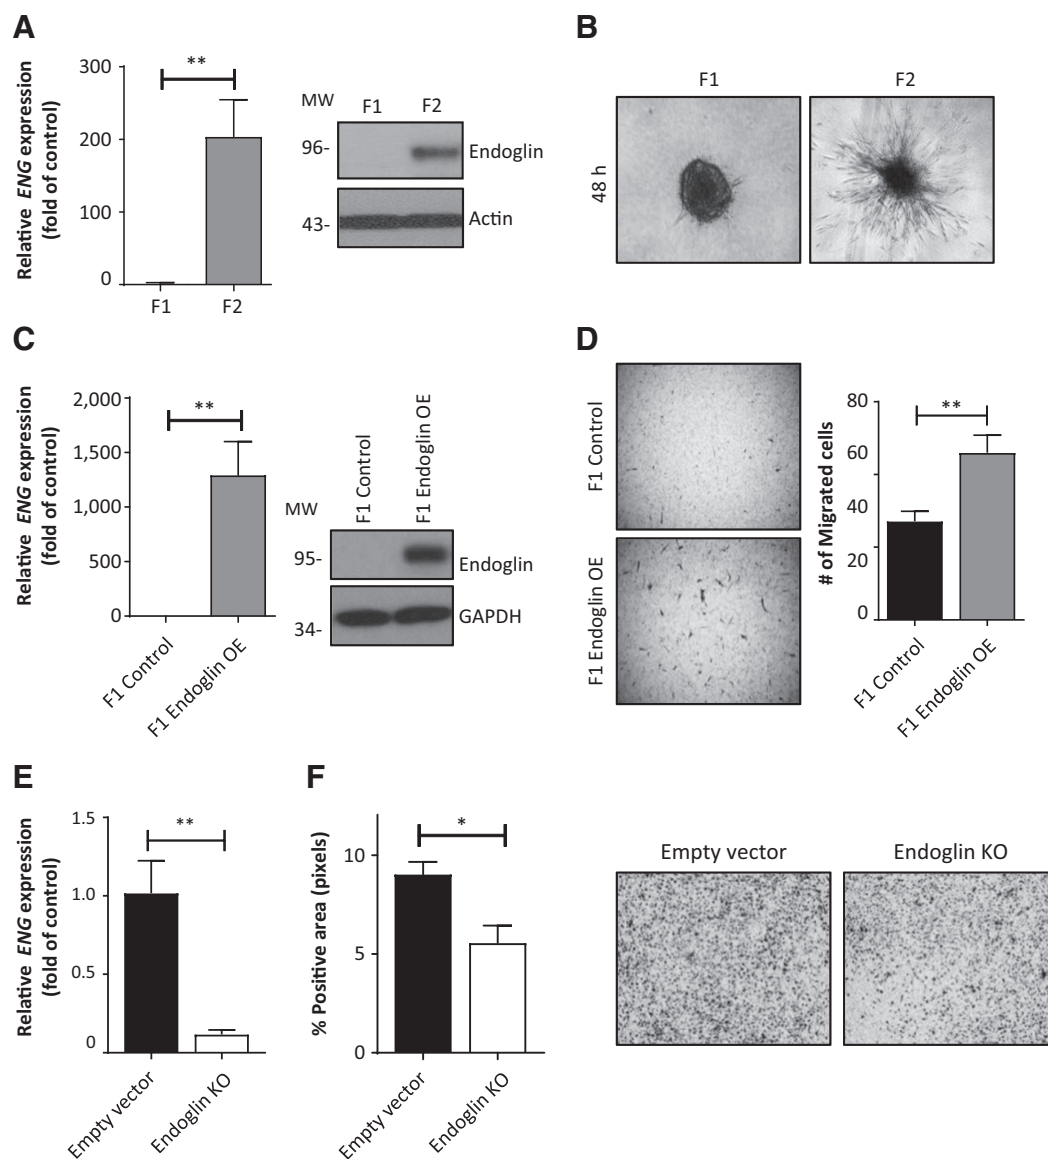 A
Relative ENG expression
(fold of control)
300
200
100
0
**
F1
F2
MW
F1
F2
96-
Endoglin
43-
Actin
B
F1
F2
48 h
C
Relative ENG expression
(fold of control)
2,000
1,500
1,000
500
0
**
F1 Control
F1 Endoglin OE
MW
F1 Control
F1 Endoglin OE
95-
Endoglin
34-
GAPDH
D
F1 Control
F1 Endoglin OE
# of Migrated cells
80
60
40
20
0
**
F1 Control
F1 Endoglin OE
E
Relative ENG expression
(fold of control)
1.5
1.0
0.5
0
**
Empty vector
Endoglin KO
F
% Positive area (pixels)
10
5
0
*
Empty vector
Endoglin KO
Empty vector
Endoglin KO